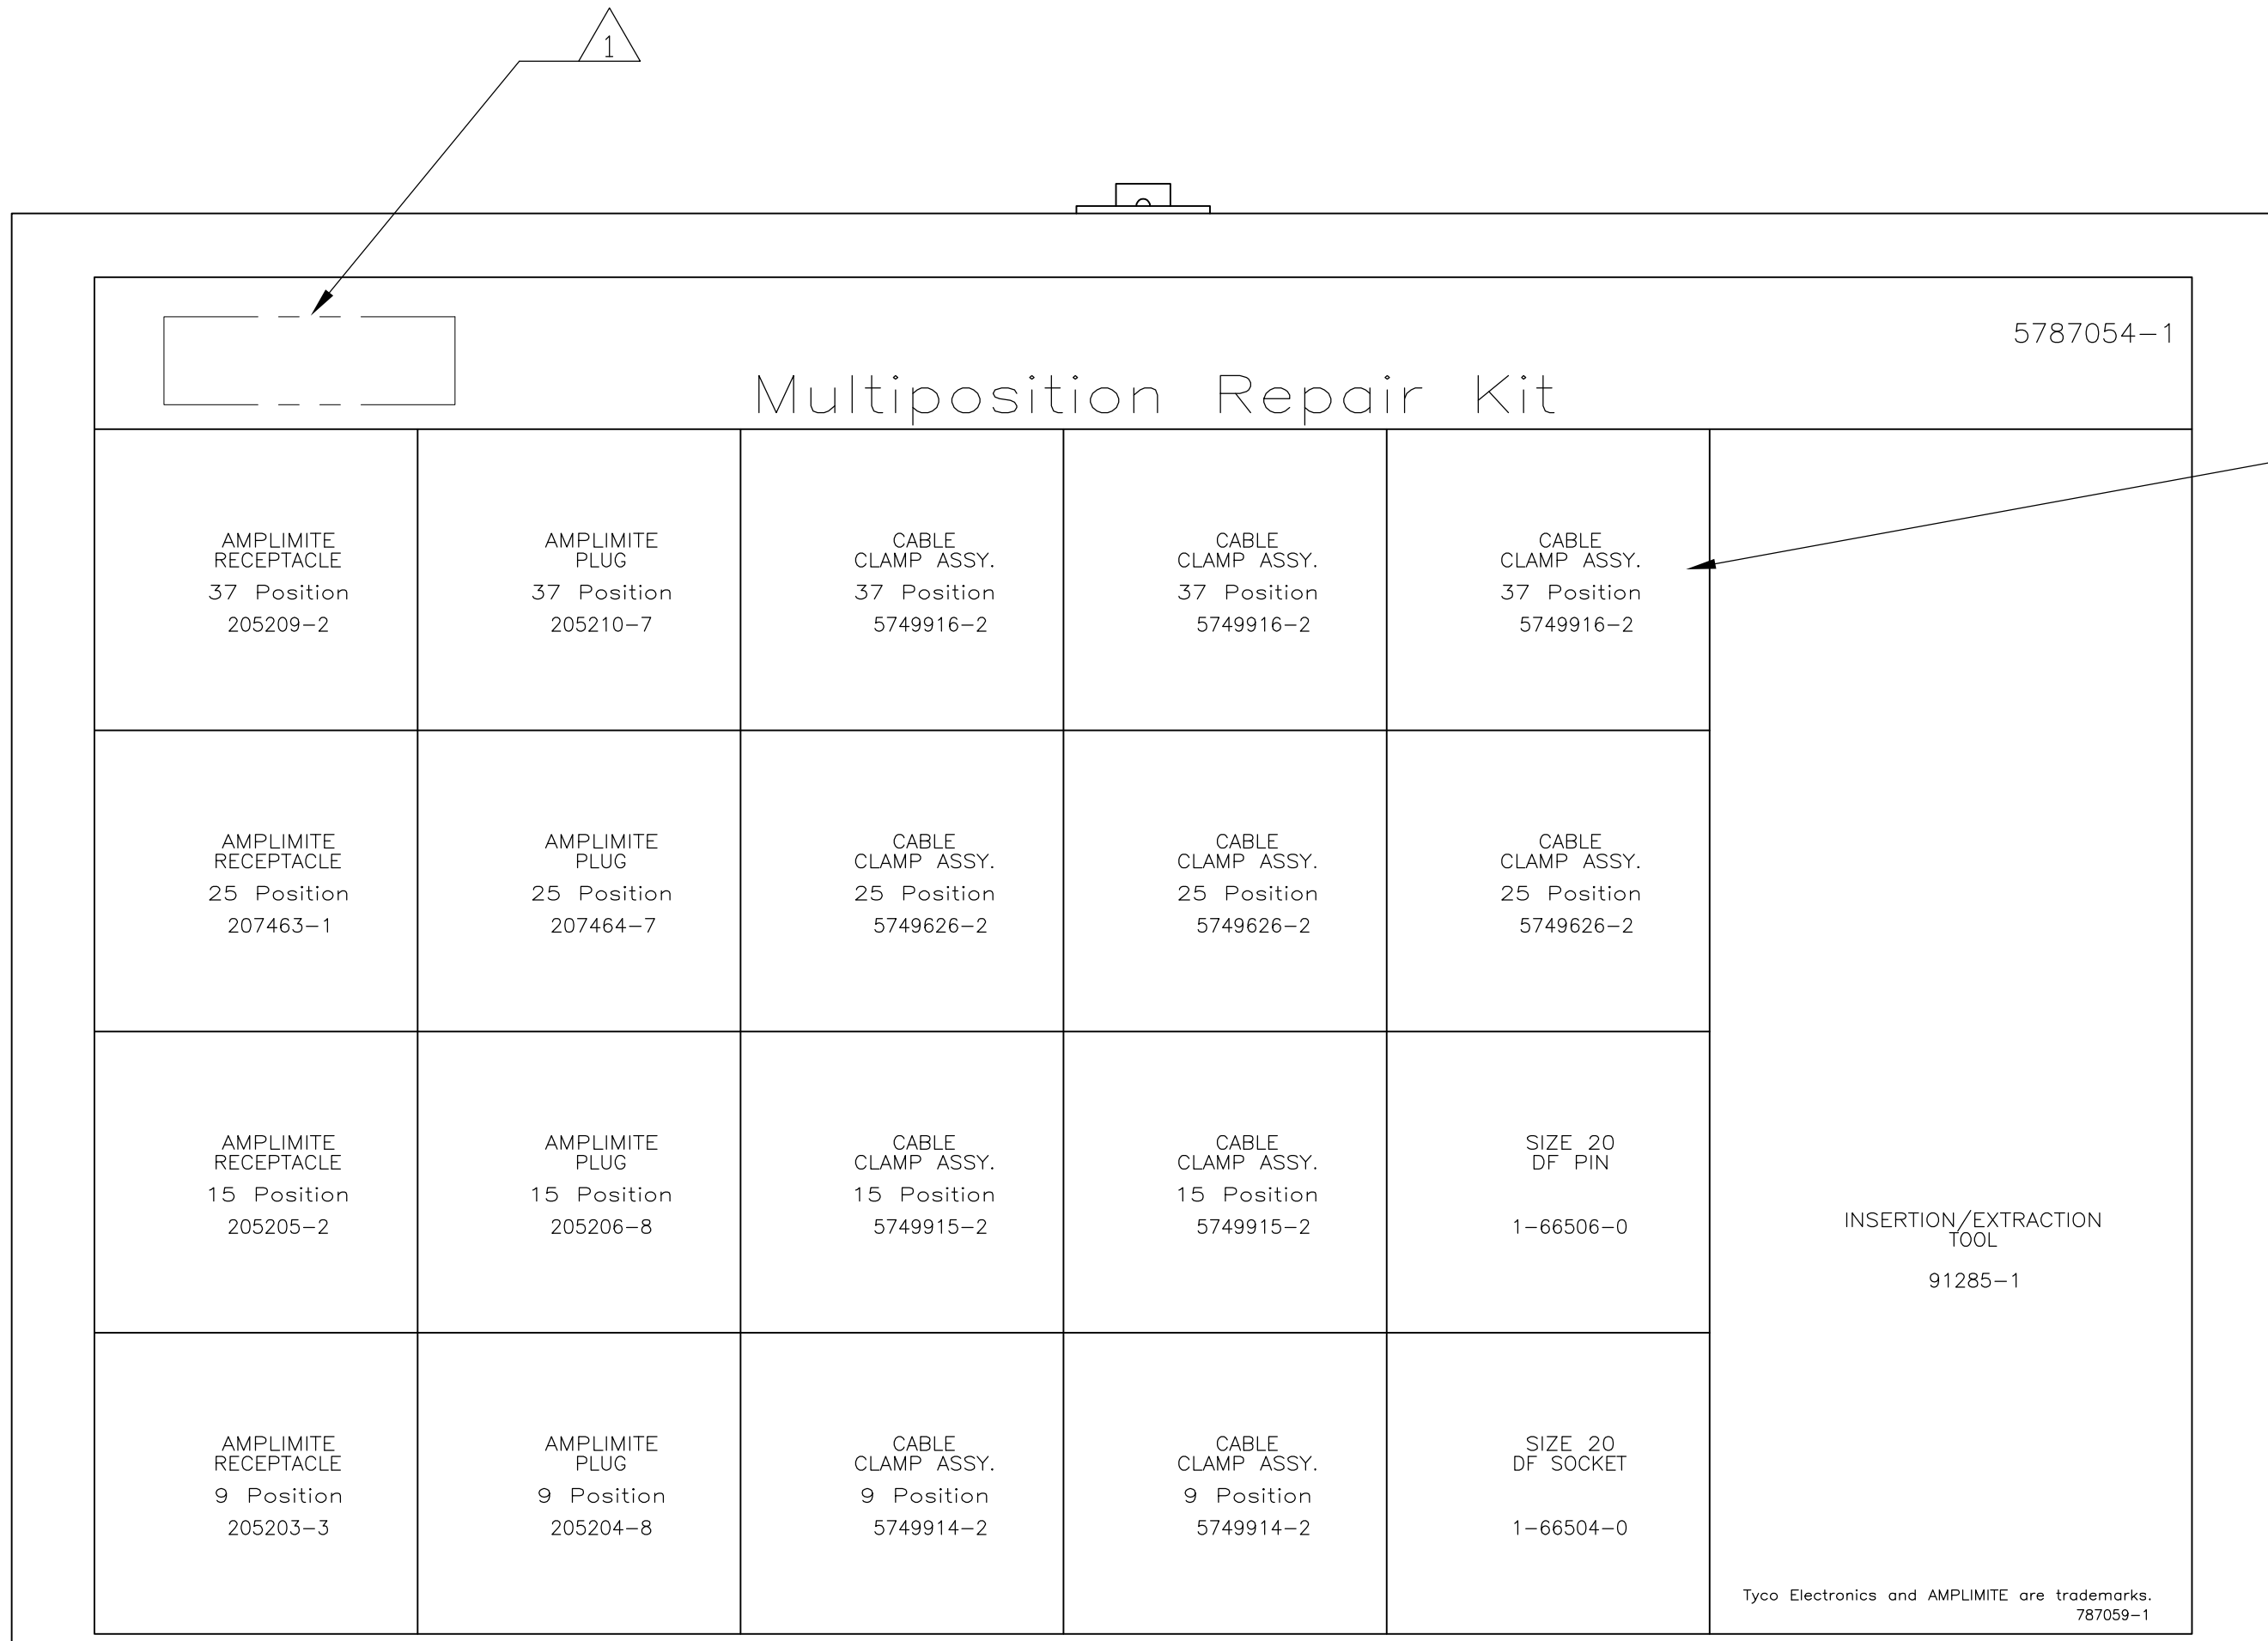 1
5787054-1
Multiposition Repair Kit
AMPLIMITE
RECEPTACLE
37 Position
205209-2
AMPLIMITE
PLUG
37 Position
205210-7
CABLE
CLAMP ASSY.
37 Position
5749916-2
CABLE
CLAMP ASSY.
37 Position
5749916-2
CABLE
CLAMP ASSY.
37 Position
5749916-2
AMPLIMITE
RECEPTACLE
25 Position
207463-1
AMPLIMITE
PLUG
25 Position
207464-7
CABLE
CLAMP ASSY.
25 Position
5749626-2
CABLE
CLAMP ASSY.
25 Position
5749626-2
CABLE
CLAMP ASSY.
25 Position
5749626-2
AMPLIMITE
RECEPTACLE
15 Position
205205-2
AMPLIMITE
PLUG
15 Position
205206-8
CABLE
CLAMP ASSY.
15 Position
5749915-2
CABLE
CLAMP ASSY.
15 Position
5749915-2
SIZE 20
DF PIN
1-66506-0
INSERTION/EXTRACTION
TOOL
91285-1
AMPLIMITE
RECEPTACLE
9 Position
205203-3
AMPLIMITE
PLUG
9 Position
205204-8
CABLE
CLAMP ASSY.
9 Position
5749914-2
CABLE
CLAMP ASSY.
9 Position
5749914-2
SIZE 20
DF SOCKET
1-66504-0
Tyco Electronics and AMPLIMITE are trademarks.
787059-1